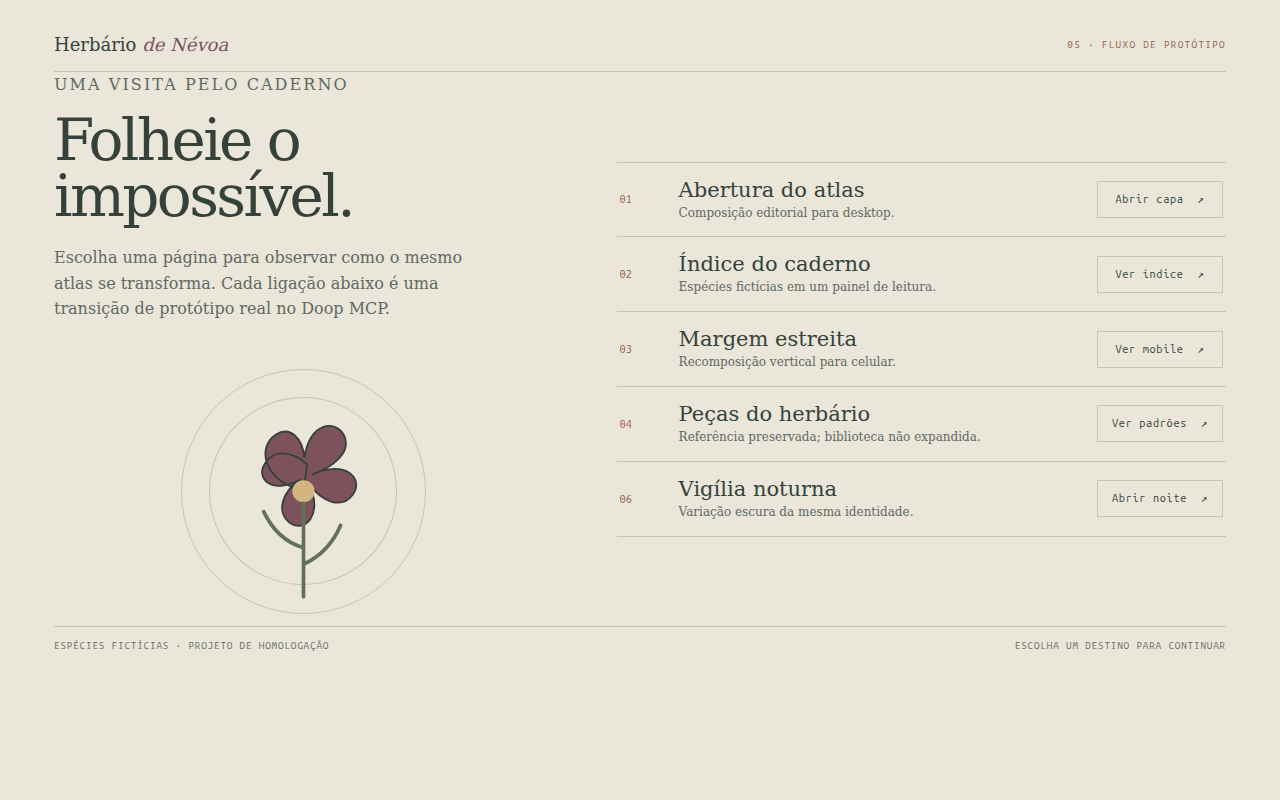 Herbário de Névoa
05 · FLUXO DE PROTÓTIPO
UMA VISITA PELO CADERNO
Folheie o
impossível.
Escolha uma página para observar como o mesmo
atlas se transforma. Cada ligação abaixo é uma
transição de protótipo real no Doop MCP.
01
Abertura do atlas
Composição editorial para desktop.
Abrir capa ↗
02
Índice do caderno
Espécies fictícias em um painel de leitura.
Ver índice ↗
03
Margem estreita
Recomposição vertical para celular.
Ver mobile ↗
04
Peças do herbário
Referência preservada; biblioteca não expandida.
Ver padrões ↗
06
Vigília noturna
Variação escura da mesma identidade.
Abrir noite ↗
ESPÉCIES FICTÍCIAS · PROJETO DE HOMOLOGAÇÃO
ESCOLHA UM DESTINO PARA CONTINUAR